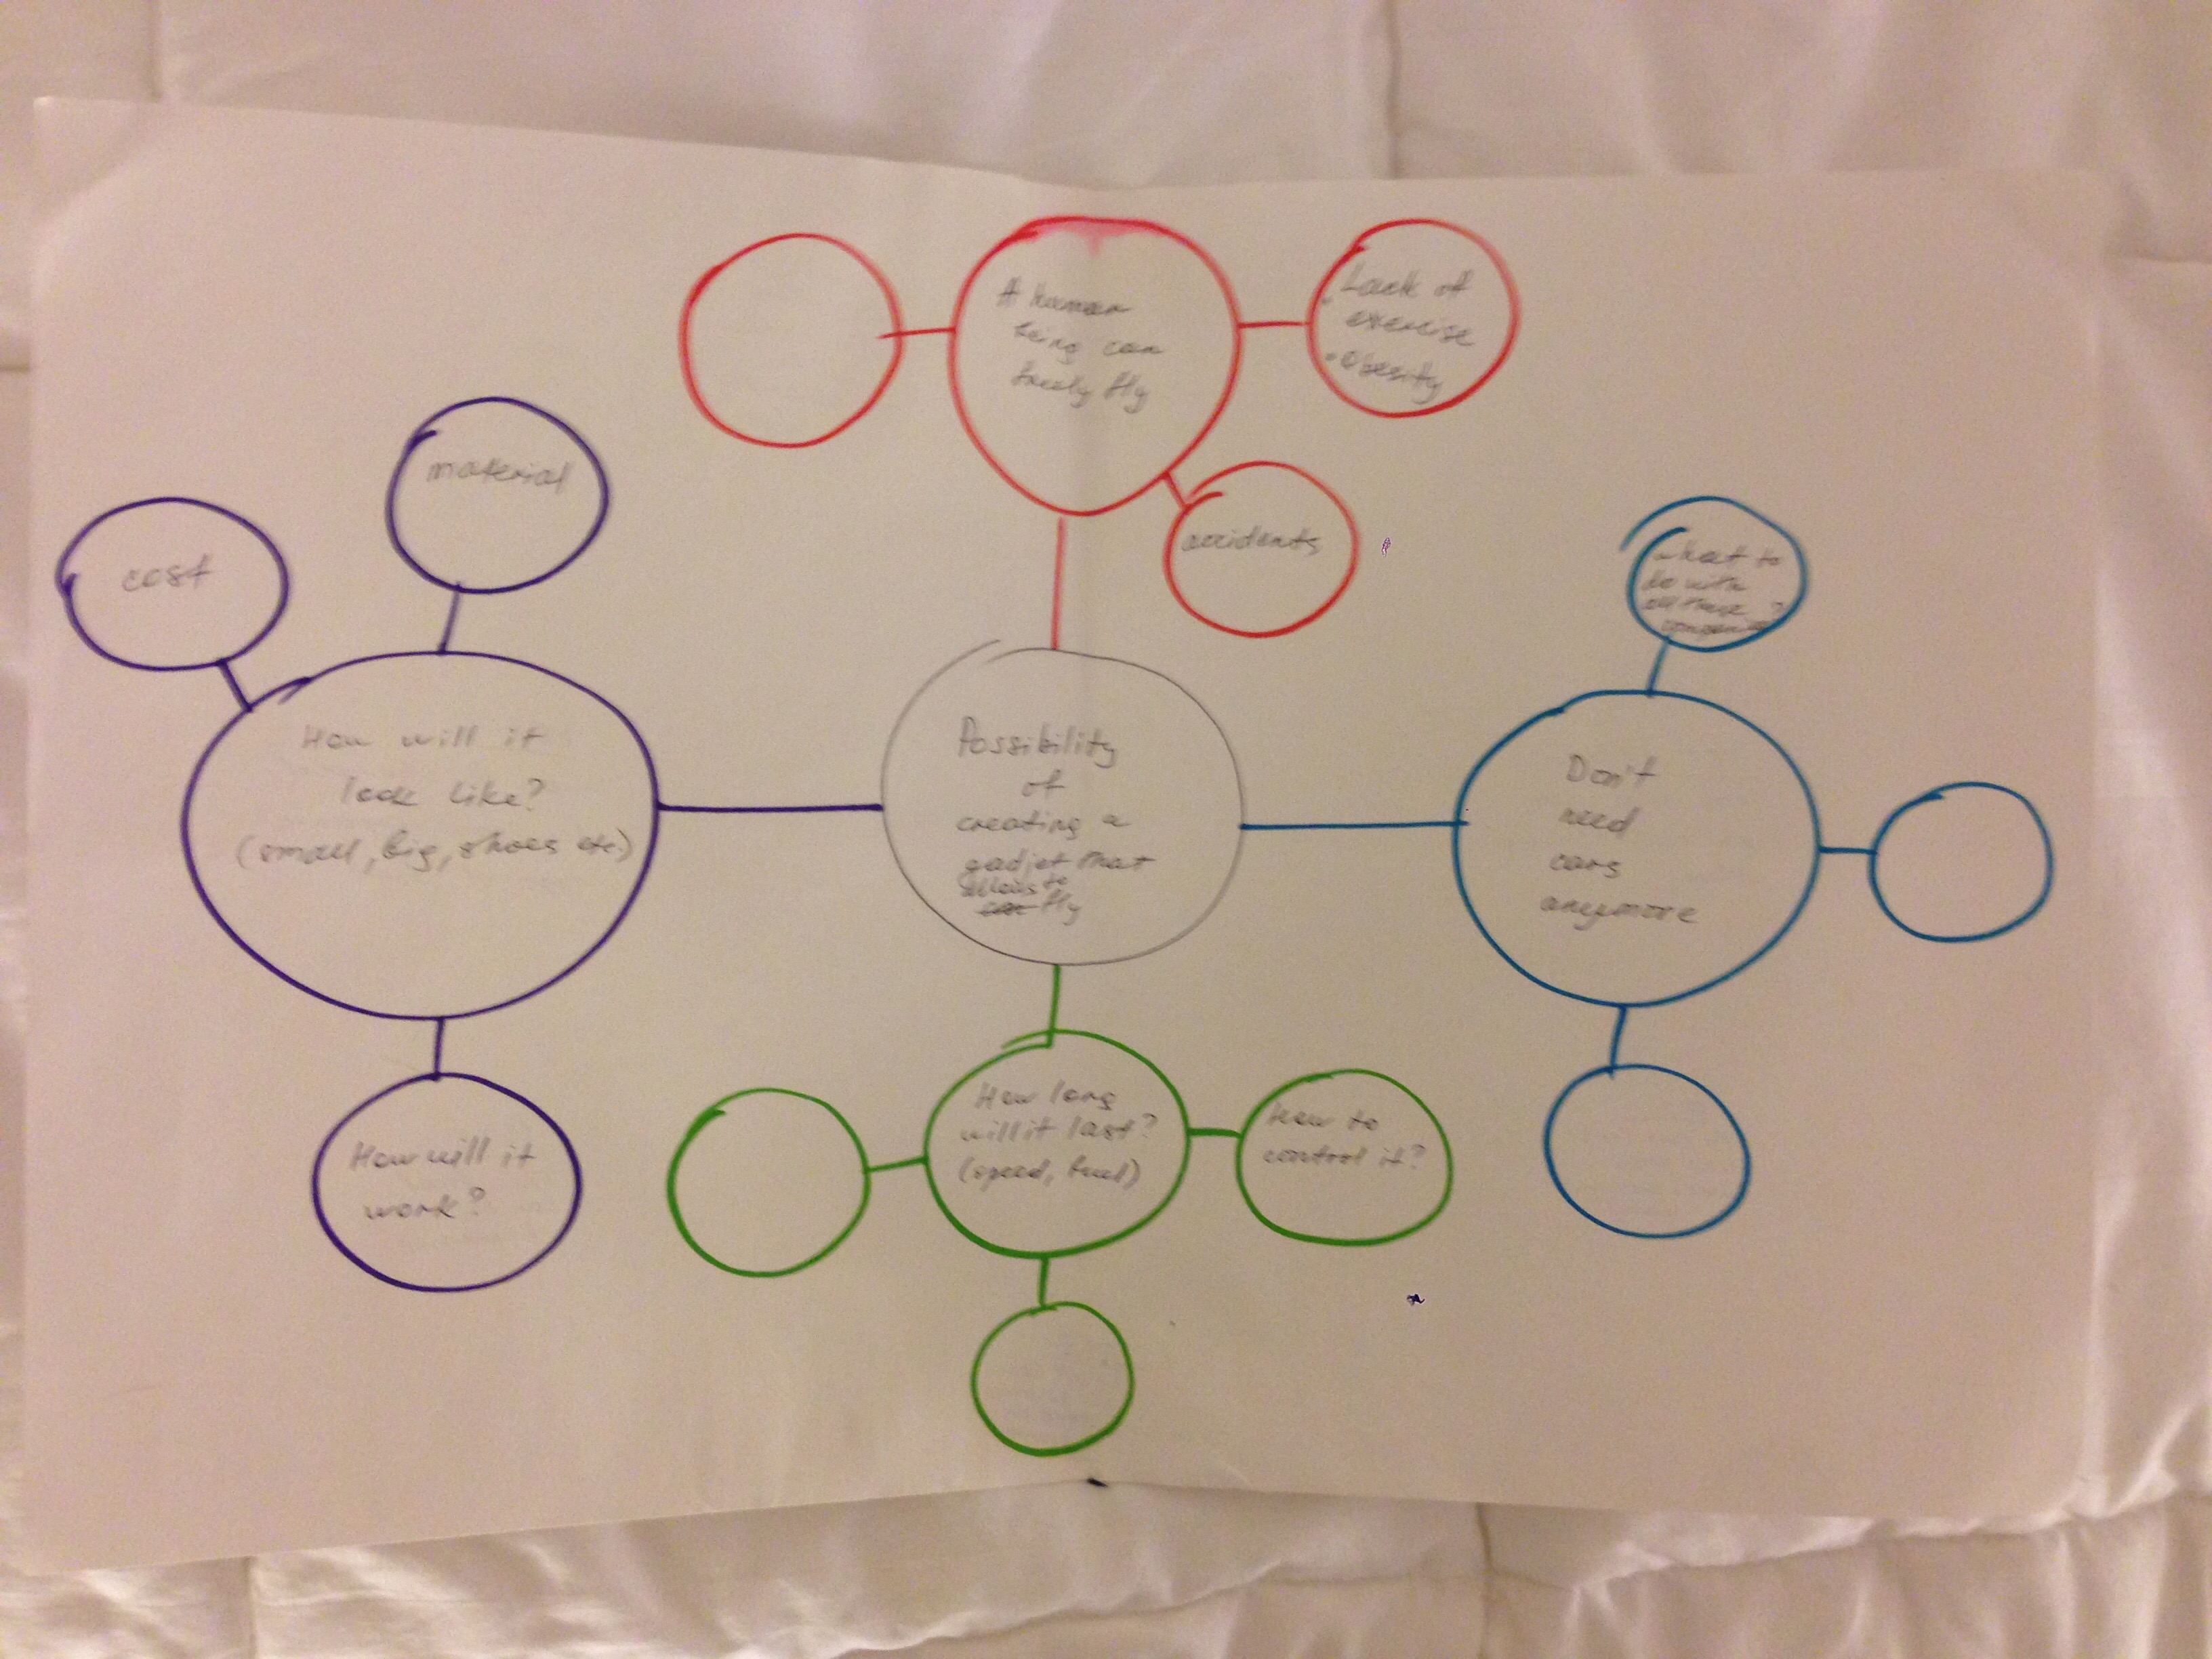 A human
being can
freely fly
Lack of
exercise
Obesity
accidents
material
cost
How will it
look like?
(small, big, shoes etc.)
How will it
work?
Possibility
of
creating a
gadjet that
allows to
fly
Don't
need
cars
anymore
what to
do with
all these ?
How long
will it last?
(speed, fuel)
How to
control it?